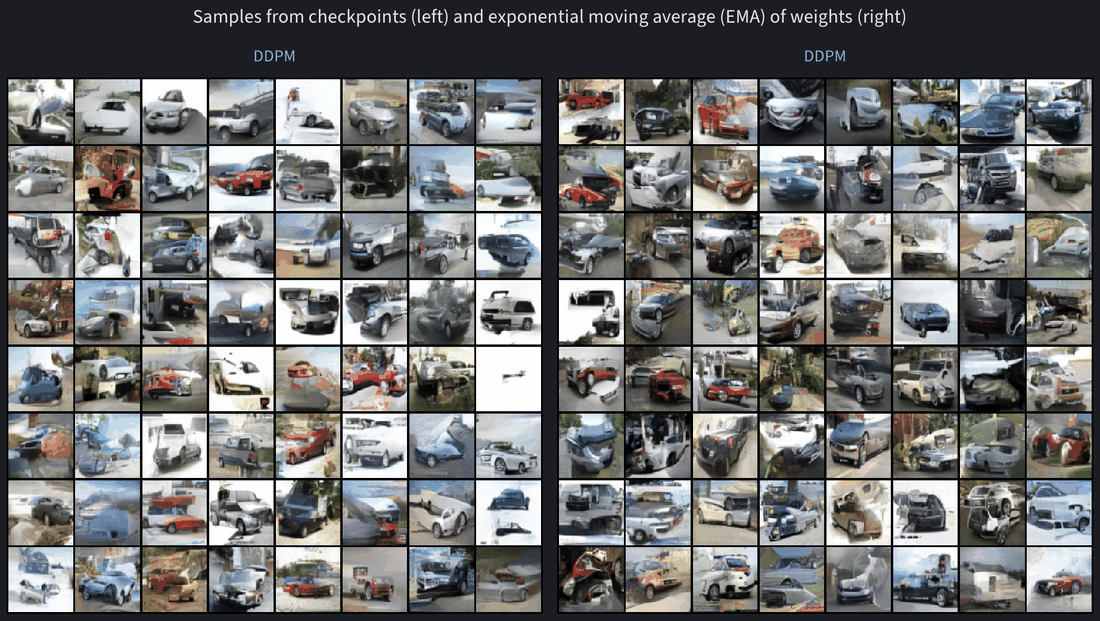 Samples from checkpoints (left) and exponential moving average (EMA) of weights (right)
DDPM
DDPM